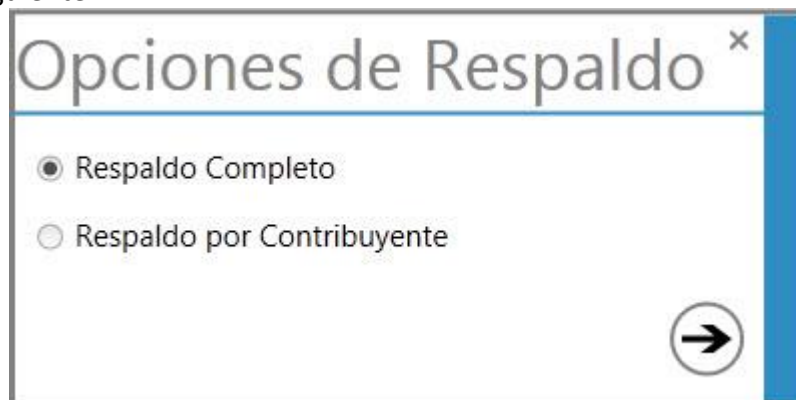 Opciones de Respaldo
Respaldo Completo
Respaldo por Contribuyente